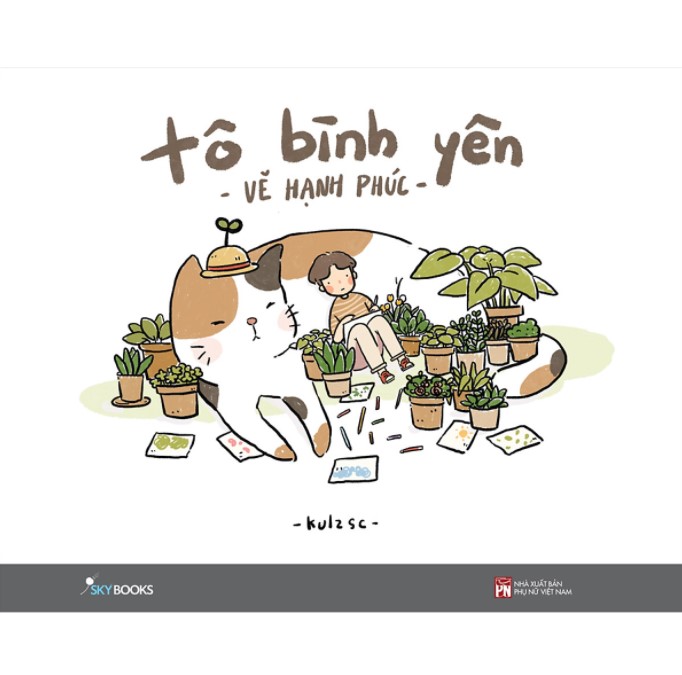 tô bình yên
- VẼ HẠNH PHÚC -
- kulzsc -
SKYBOOKS
PN
NHÀ XUẤT BẢN
PHỤ NỮ VIỆT NAM